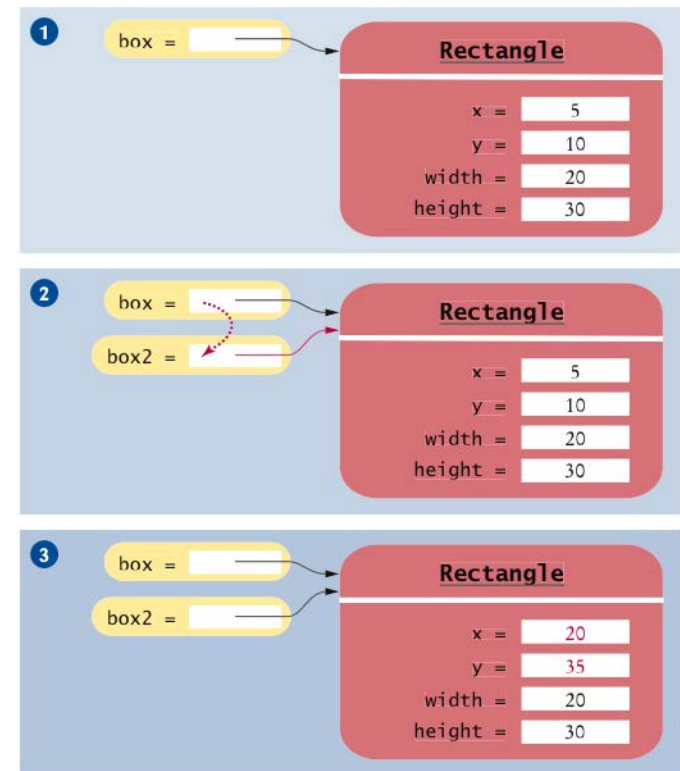 1
box =
Rectangle
x = 5
y = 10
width = 20
height = 30
2
box =
Rectangle
box2 =
x = 5
y = 10
width = 20
height = 30
3
box =
Rectangle
box2 =
x = 20
y = 35
width = 20
height = 30